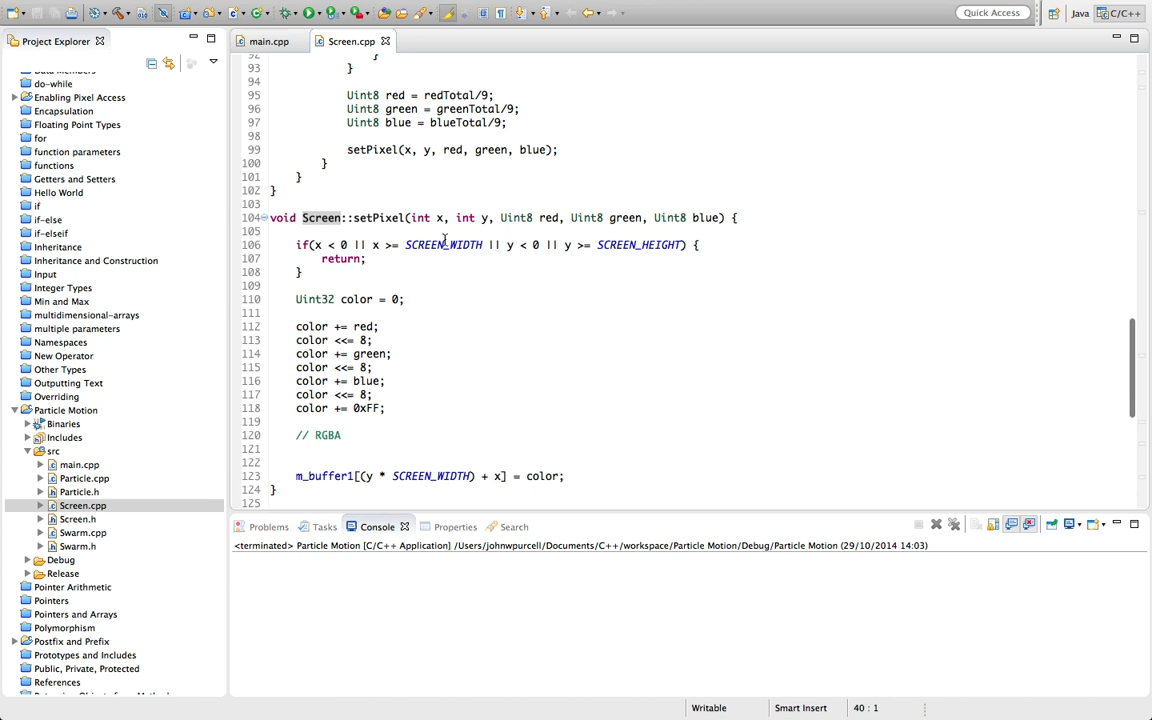 Quick Access
Java
C/C++
Project Explorer
main.cpp
Screen.cpp
Data Members
do-while
Enabling Pixel Access
Encapsulation
Floating Point Types
for
function parameters
functions
Getters and Setters
Hello World
if
if-else
if-elseif
Inheritance
Inheritance and Construction
Input
Integer Types
Min and Max
multidimensional-arrays
multiple parameters
Namespaces
New Operator
Other Types
Outputting Text
Overriding
Particle Motion
Binaries
Includes
src
main.cpp
Particle.cpp
Particle.h
Screen.cpp
Screen.h
Swarm.cpp
Swarm.h
Debug
Release
Pointer Arithmetic
Pointers
Pointers and Arrays
Polymorphism
Postfix and Prefix
Prototypes and Includes
Public, Private, Protected
References
92 }
93 }
94
95 Uint8 red = redTotal/9;
96 Uint8 green = greenTotal/9;
97 Uint8 blue = blueTotal/9;
98
99 setPixel(x, y, red, green, blue);
100 }
101 }
102 }
103
104 void Screen::setPixel(int x, int y, Uint8 red, Uint8 green, Uint8 blue) {
105
106 if(x < 0 || x >= SCREEN_WIDTH || y < 0 || y >= SCREEN_HEIGHT) {
107 return;
108 }
109
110 Uint32 color = 0;
111
112 color += red;
113 color <<= 8;
114 color += green;
115 color <<= 8;
116 color += blue;
117 color <<= 8;
118 color += 0xFF;
119
120 // RGBA
121
122
123 m_buffer1[(y * SCREEN_WIDTH) + x] = color;
124 }
125
Problems
Tasks
Console
Properties
Search
<terminated> Particle Motion [C/C++ Application] /Users/johnwpurcell/Documents/C++/workspace/Particle Motion/Debug/Particle Motion (29/10/2014 14:03)
Writable
Smart Insert
40 : 1